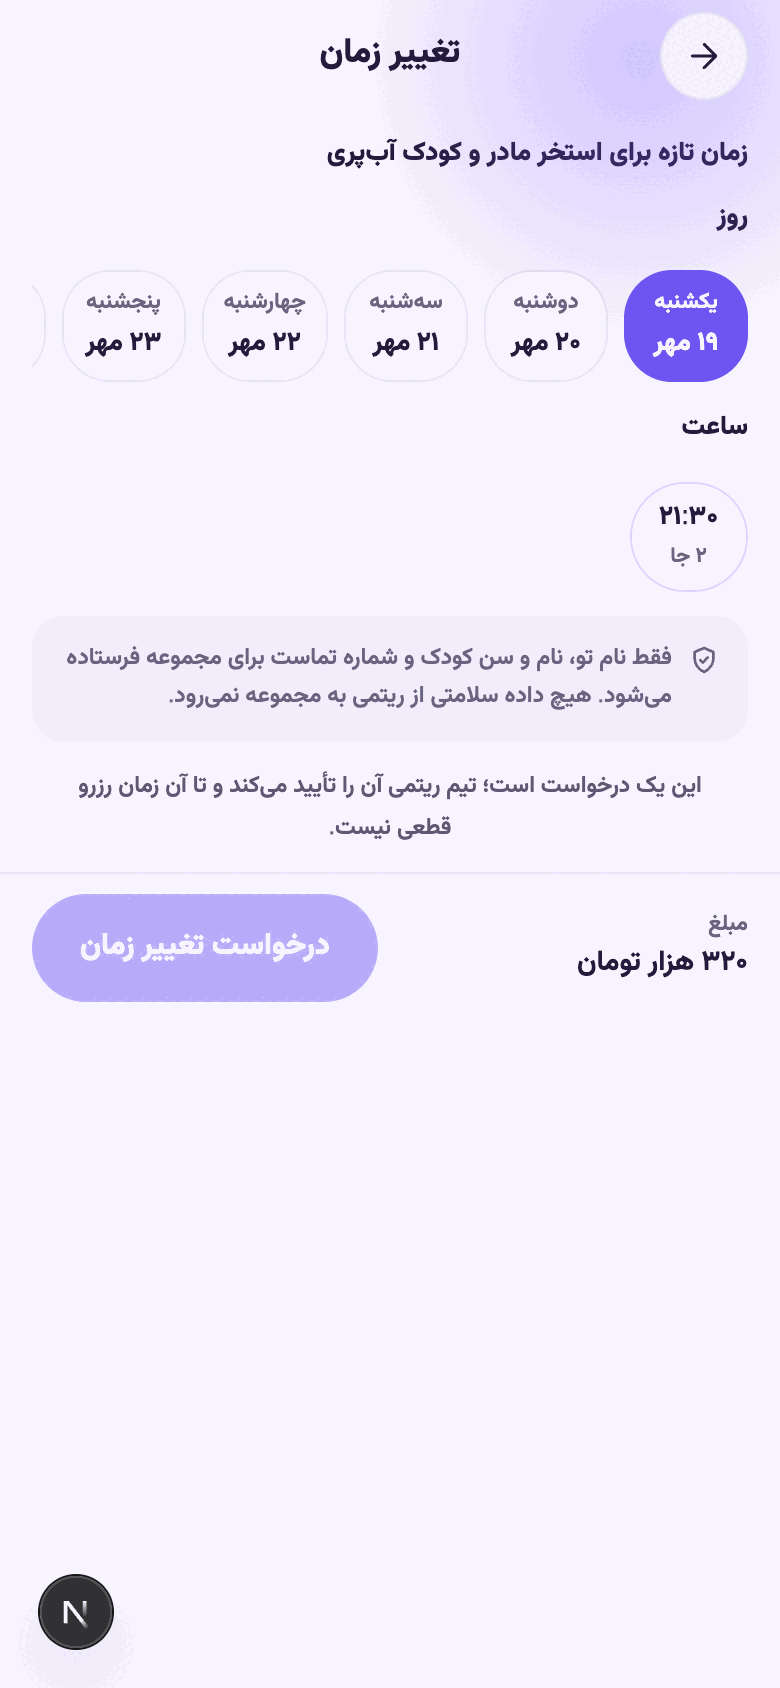 تغییر زمان
زمان تازه برای استخر مادر و کودک آب‌پری
روز
یکشنبه
۱۹ مهر
دوشنبه
۲۰ مهر
سه‌شنبه
۲۱ مهر
چهارشنبه
۲۲ مهر
پنجشنبه
۲۳ مهر
ساعت
۲۱:۳۰
۲ جا
فقط نام تو، نام و سن کودک و شماره تماست برای مجموعه فرستاده
می‌شود. هیچ داده سلامتی از ریتمی به مجموعه نمی‌رود.
این یک درخواست است؛ تیم ریتمی آن را تأیید می‌کند و تا آن زمان رزرو
قطعی نیست.
مبلغ
۳۲۰ هزار تومان
درخواست تغییر زمان
N